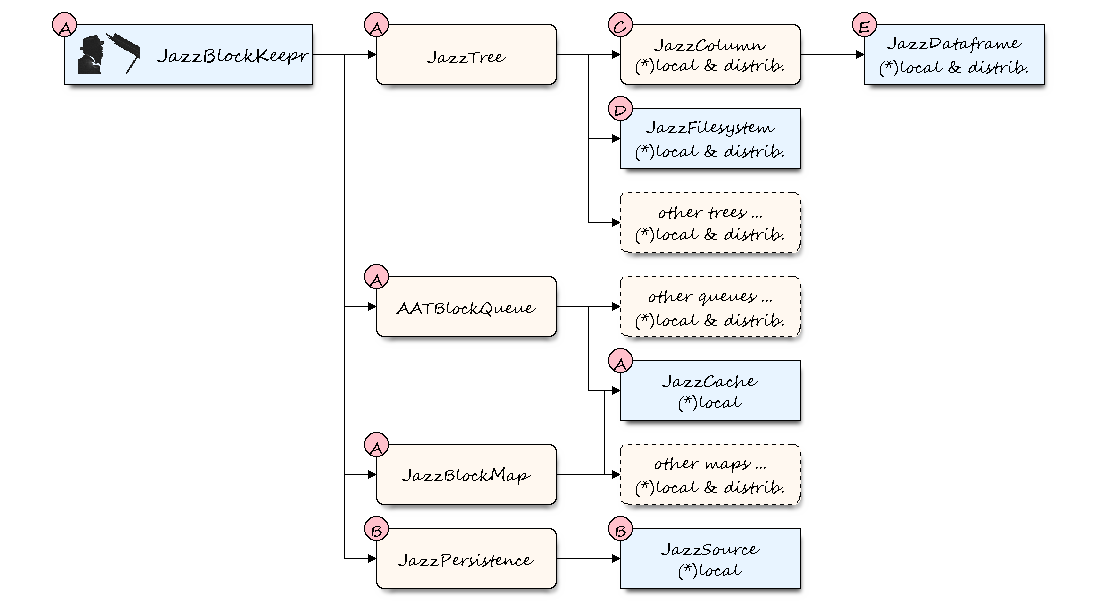 A
JazzBlockKeepr
A
JazzTree
C
JazzColumn
(*)local & distrib.
E
JazzDataframe
(*)local & distrib.
D
JazzFilesystem
(*)local & distrib.
other trees ...
(*)local & distrib.
A
AATBlockQueue
other queues ...
(*)local & distrib.
A
JazzCache
(*)local
A
JazzBlockMap
other maps ...
(*)local & distrib.
B
JazzPersistence
B
JazzSource
(*)local